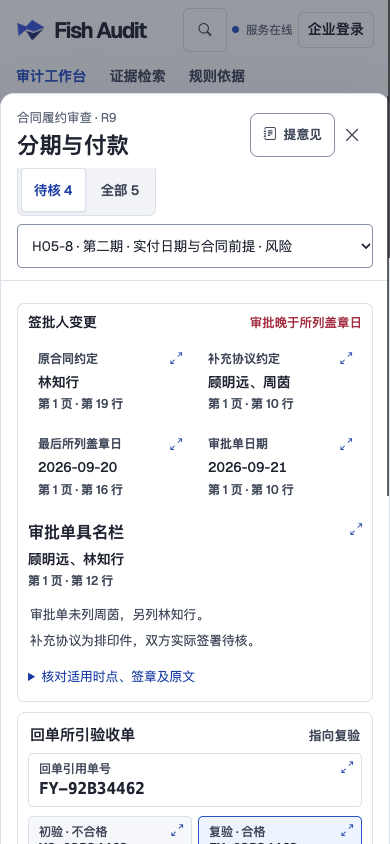 Fish Audit
服务在线
企业登录
审计工作台 证据检索 规则依据
合同履约审查 · R9
分期与付款
提意见
待核 4 全部 5
H05-8 · 第二期 · 实付日期与合同前提 · 风险
签批人变更 审批晚于所列盖章日
原合同约定 补充协议约定
林知行 顾明远、周茵
第 1 页 · 第 19 行 第 1 页 · 第 10 行
最后所列盖章日 审批单日期
2026-09-20 2026-09-21
第 1 页 · 第 16 行 第 1 页 · 第 10 行
审批单具名栏
顾明远、林知行
第 1 页 · 第 12 行
审批单未列周茵，另列林知行。
补充协议为排印件，双方实际签署待核。
核对适用时点、签章及原文
回单所引验收单 指向复验
回单引用单号
FY-92B34462
初验 · 不合格 复验 · 合格